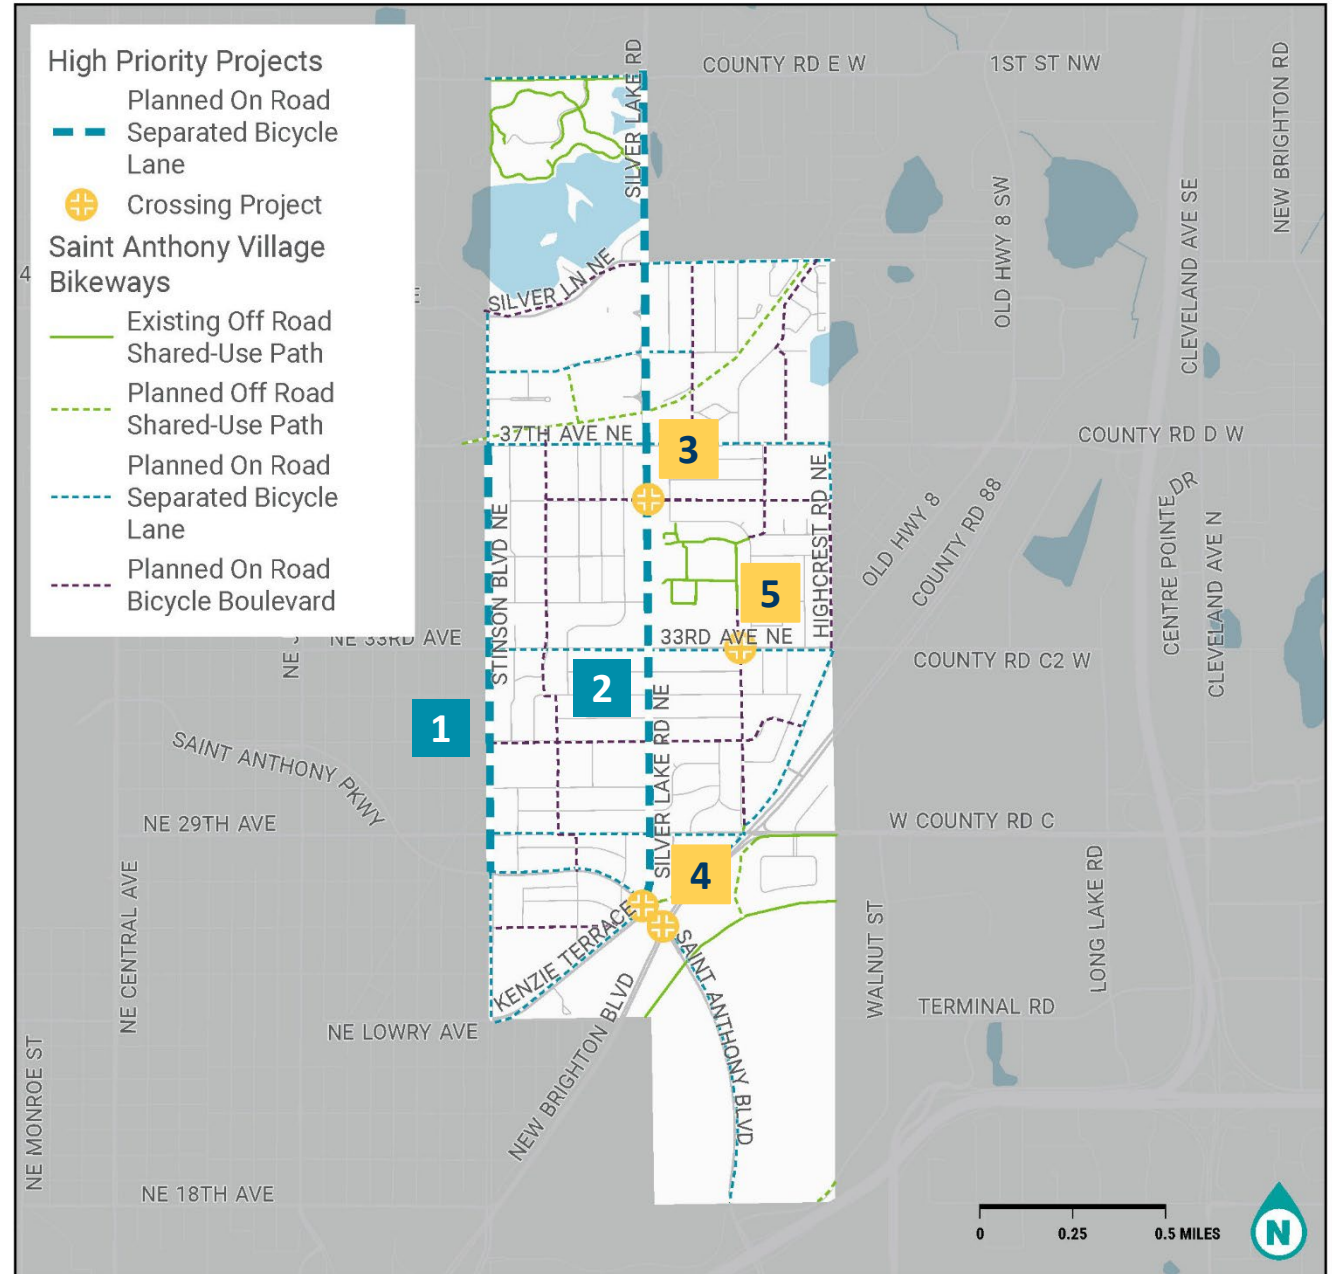 High Priority Projects
Planned On Road
Separated Bicycle
Lane
Crossing Project
Saint Anthony Village
Bikeways
Existing Off Road
Shared-Use Path
Planned Off Road
Shared-Use Path
Planned On Road
Separated Bicycle
Lane
Planned On Road
Bicycle Boulevard
SILVER LAKE RD
COUNTY RD E W
1ST ST NW
NEW BRIGHTON RD
OLD HWY 8 SW
CLEVELAND AVE SE
4
E
SILVER LN NE
37TH AVE NE
3
COUNTY RD D W
STINSON BLVD NE
HIGHCREST RD NE
OLD HWY 8
COUNTY RD 88
CENTRE POINTE DR
CLEVELAND AVE N
5
NE 33RD AVE
33RD AVE NE
COUNTY RD C2 W
2
1
SILVER LAKE RD NE
SAINT ANTHONY PKWY
NE 29TH AVE
W COUNTY RD C
4
NE CENTRAL AVE
KENZIE TERRACE
SAINT ANTHONY BLVD
WALNUT ST
LONG LAKE RD
NEW BRIGHTON BLVD
TERMINAL RD
NE LOWRY AVE
NE MONROE ST
NE 18TH AVE
0
0.25
0.5 MILES
N